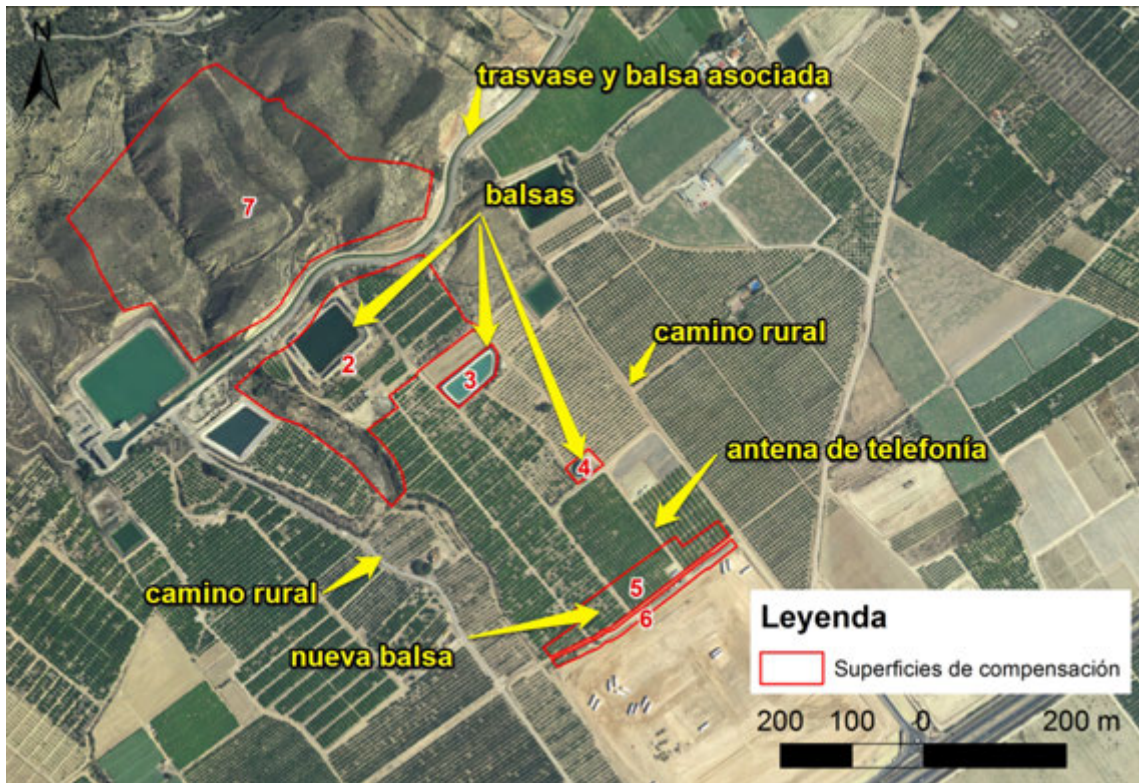 N
trasvase y balsa asociada
7
balsas
camino rural
2
3
4
antena de telefonía
camino rural
5
6
nueva balsa
Leyenda
Superficies de compensación
200 100 0 200 m